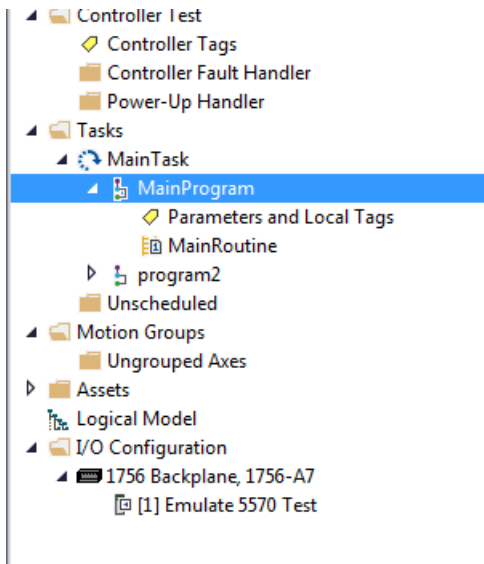 Controller Test
Controller Tags
Controller Fault Handler
Power-Up Handler
Tasks
MainTask
MainProgram
Parameters and Local Tags
MainRoutine
program2
Unscheduled
Motion Groups
Ungrouped Axes
Assets
Logical Model
I/O Configuration
1756 Backplane, 1756-A7
[1] Emulate 5570 Test